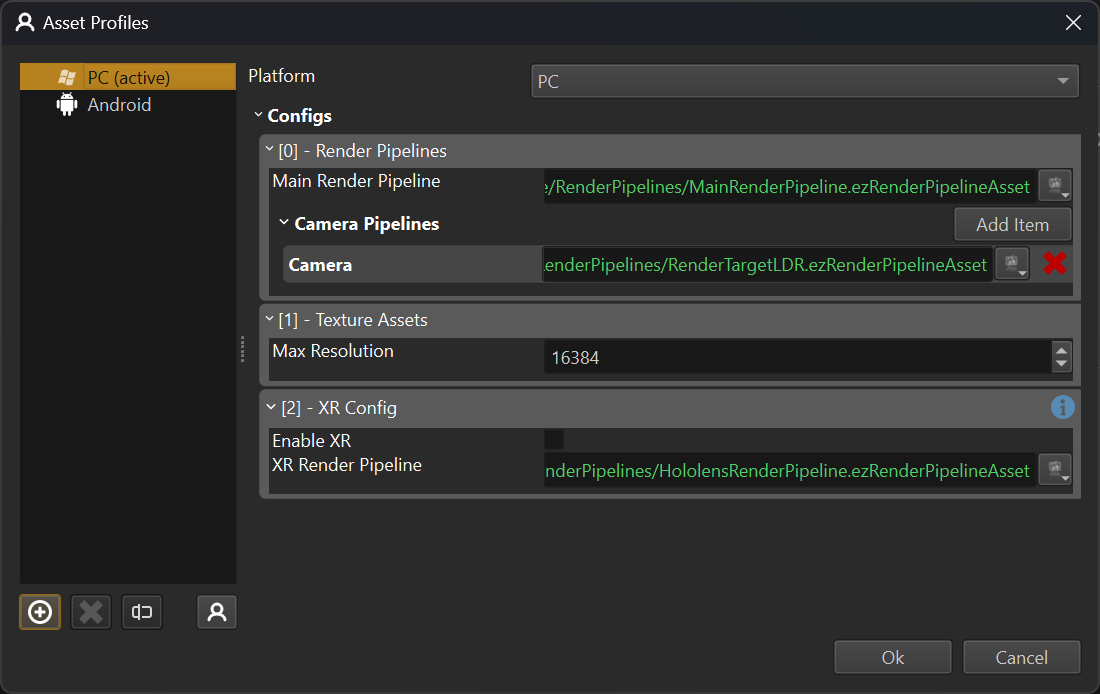 Asset Profiles
PC (active)
Android
Platform
PC
Configs
[0] - Render Pipelines
Main Render Pipeline
e/RenderPipelines/MainRenderPipeline.ezRenderPipelineAsset
Camera Pipelines
Add Item
Camera
enderPipelines/RenderTargetLDR.ezRenderPipelineAsset
[1] - Texture Assets
Max Resolution
16384
[2] - XR Config
Enable XR
XR Render Pipeline
nderPipelines/HololensRenderPipeline.ezRenderPipelineAsset
Ok
Cancel